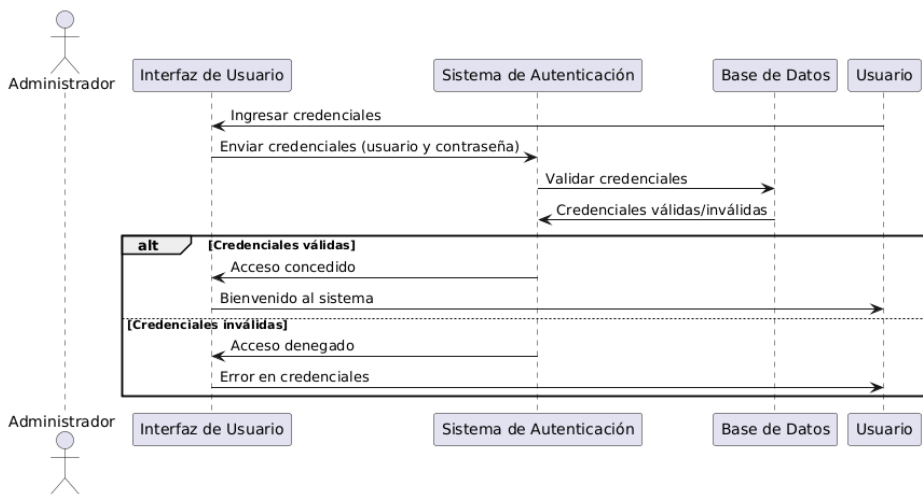 Administrador
Interfaz de Usuario
Sistema de Autenticación
Base de Datos
Usuario
Ingresar credenciales
Enviar credenciales (usuario y contraseña)
Validar credenciales
Credenciales válidas/inválidas
alt
[Credenciales válidas]
Acceso concedido
Bienvenido al sistema
[Credenciales inválidas]
Acceso denegado
Error en credenciales
Administrador
Interfaz de Usuario
Sistema de Autenticación
Base de Datos
Usuario